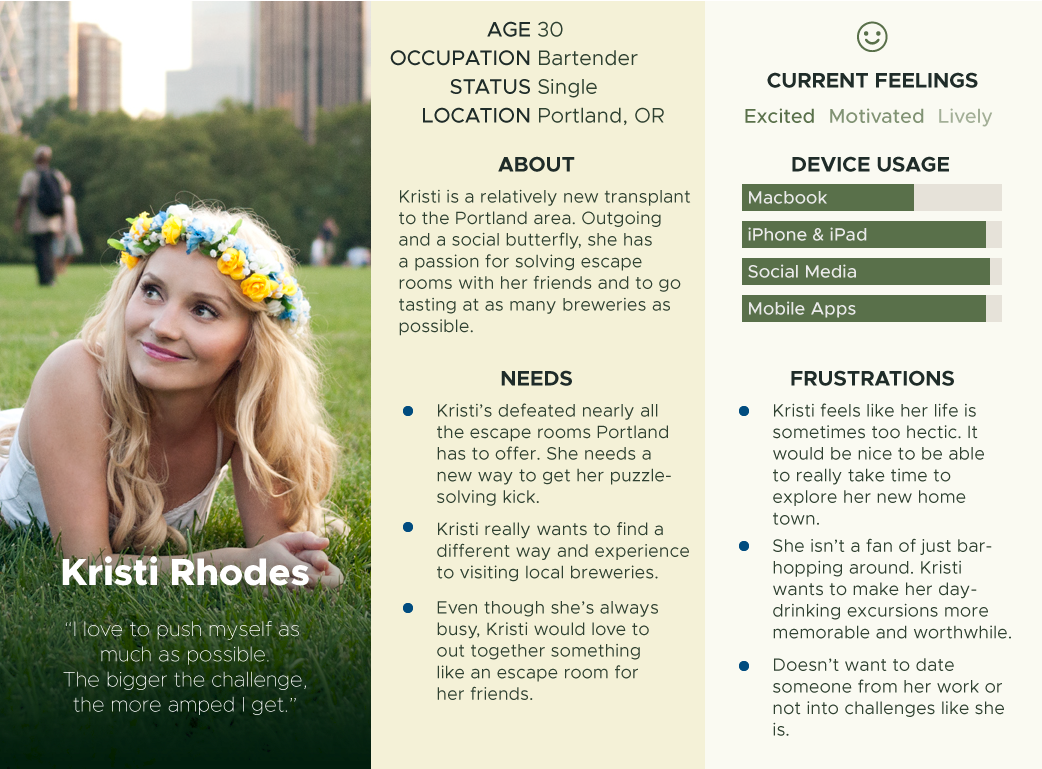 Kristi Rhodes
“I love to push myself as
much as possible.
The bigger the challenge,
the more amped I get.”
AGE 30
OCCUPATION Bartender
STATUS Single
LOCATION Portland, OR
ABOUT
Kristi is a relatively new transplant
to the Portland area. Outgoing
and a social butterfly, she has
a passion for solving escape
rooms with her friends and to go
tasting at as many breweries as
possible.
NEEDS
Kristi’s defeated nearly all
the escape rooms Portland
has to offer. She needs a
new way to get her puzzle-
solving kick.
Kristi really wants to find a
different way and experience
to visiting local breweries.
Even though she’s always
busy, Kristi would love to
out together something
like an escape room for
her friends.
CURRENT FEELINGS
Excited Motivated Lively
DEVICE USAGE
Macbook
iPhone & iPad
Social Media
Mobile Apps
FRUSTRATIONS
Kristi feels like her life is
sometimes too hectic. It
would be nice to be able
to really take time to
explore her new home
town.
She isn’t a fan of just bar-
hopping around. Kristi
wants to make her day-
drinking excursions more
memorable and worthwhile.
Doesn’t want to date
someone from her work or
not into challenges like she
is.